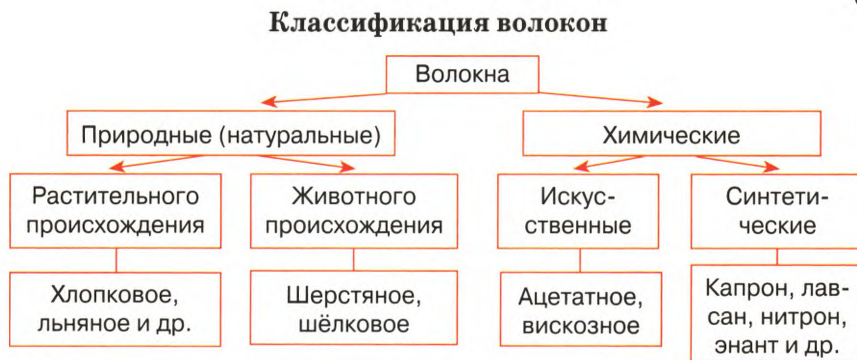 Классификация волокон
Волокна
Природные (натуральные)
Химические
Растительного
происхождения
Животного
происхождения
Искус-
ственные
Синтети-
ческие
Хлопковое,
льняное и др.
Шерстяное,
шёлковое
Ацетатное,
вискозное
Капрон, лав-
сан, нитрон,
энант и др.